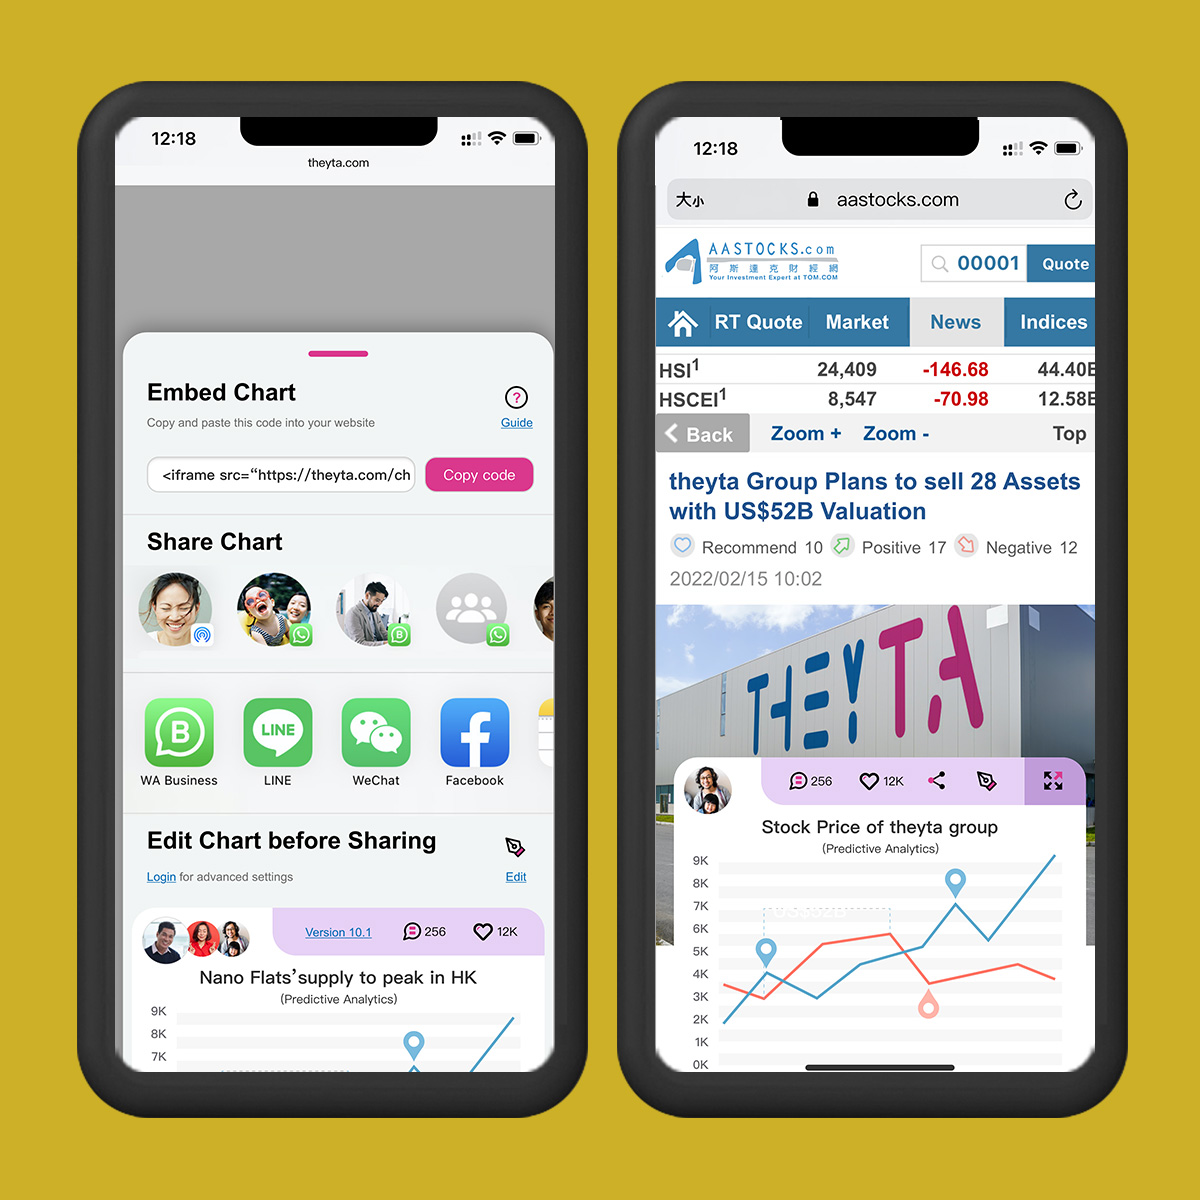 12:18
theyta.com
Embed Chart
?
Copy and paste this code into your website
Guide
<iframe src=“https://theyta.com/ch
Copy code
Share Chart
B
B
LINE
WA Business
LINE
WeChat
Facebook
Edit Chart before Sharing
Login for advanced settings
Edit
Version 10.1
256
12K
Nano Flats’supply to peak in HK
(Predictive Analytics)
9K
8K
7K
12:18
大小
aastocks.com
AASTOCKS.com
阿斯達克財經網
Your Investment Expert at TOM.COM
00001
Quote
RT Quote
Market
News
Indices
HSI1 24,409 -146.68 44.40B
HSCEI1 8,547 -70.98 12.58B
Back
Zoom +
Zoom -
Top
theyta Group Plans to sell 28 Assets
with US$52B Valuation
Recommend 10
Positive 17
Negative 12
2022/02/15 10:02
THEYTA
256
12K
Stock Price of theyta group
(Predictive Analytics)
US$52B
9K
8K
7K
6K
5K
4K
3K
2K
1K
0K